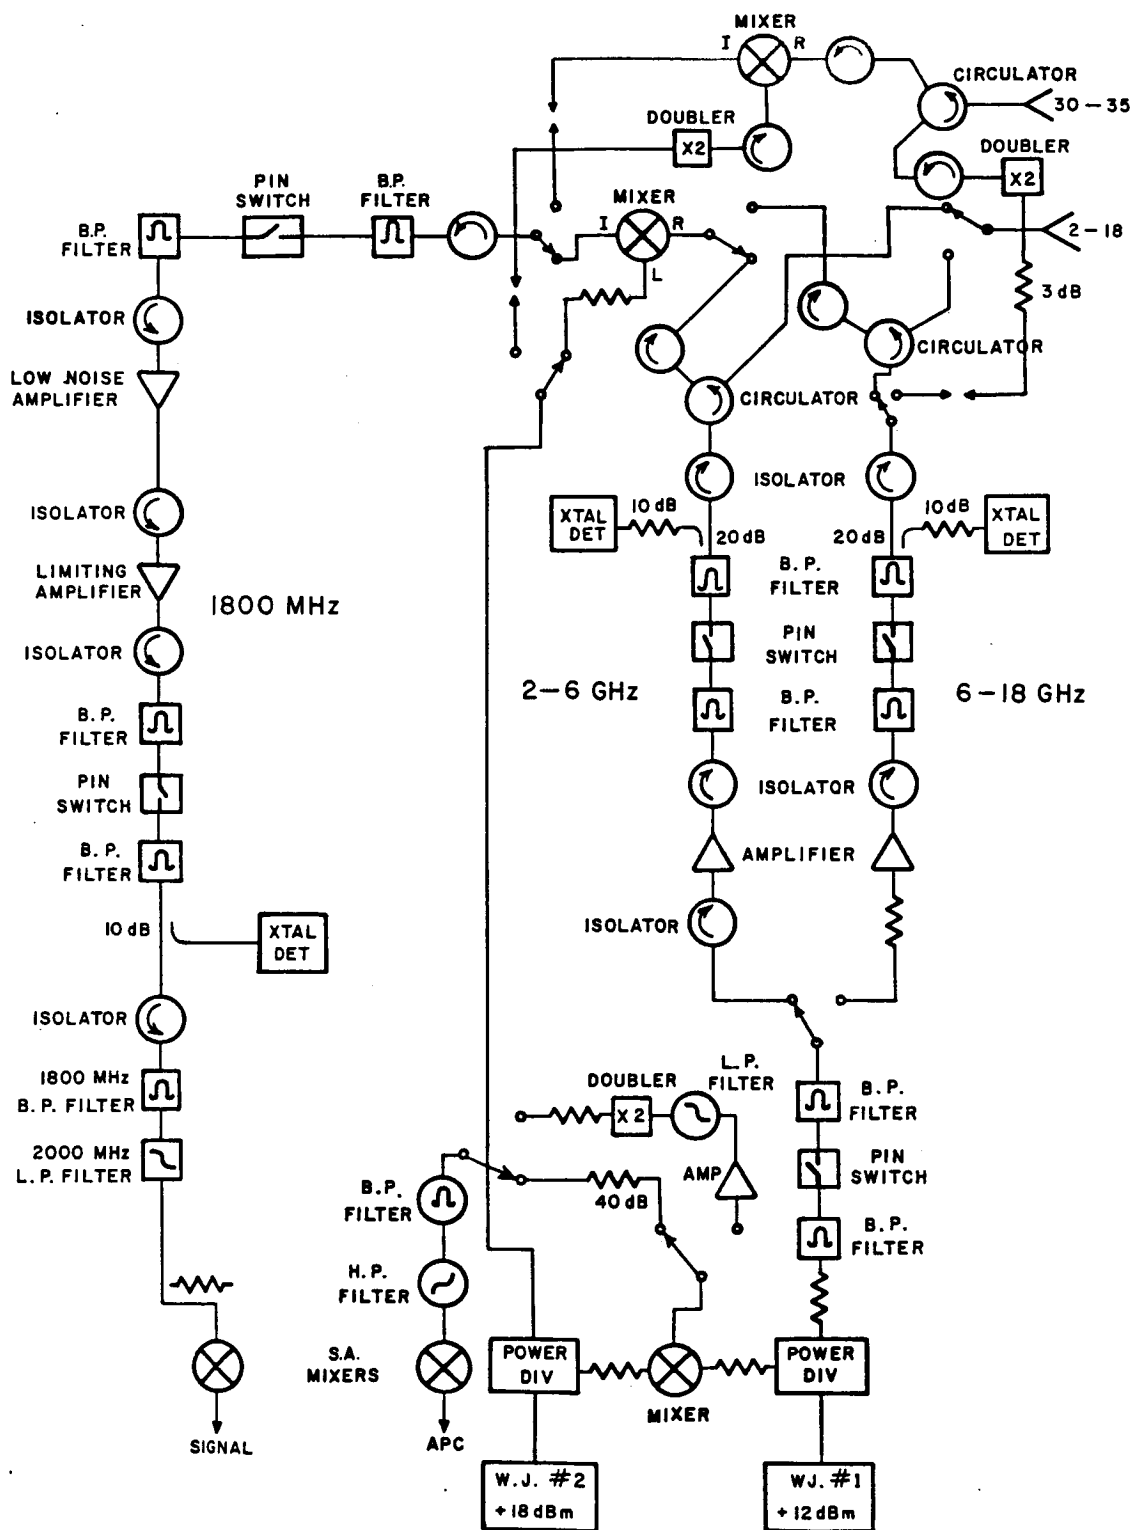 MIXER
I R
CIRCULATOR
30-35
DOUBLER
X2
DOUBLER
X2
PIN
SWITCH
B.P.
FILTER
MIXER
I R
L
2-18
B.P.
FILTER
3 dB
ISOLATOR
CIRCULATOR
LOW NOISE
AMPLIFIER
CIRCULATOR
ISOLATOR
ISOLATOR
XTAL
DET
10 dB
20 dB
20 dB
10 dB
XTAL
DET
LIMITING
AMPLIFIER
1800 MHz
B.P.
FILTER
ISOLATOR
PIN
SWITCH
2-6 GHz
6-18 GHz
B.P.
FILTER
B.P.
FILTER
PIN
SWITCH
ISOLATOR
B.P.
FILTER
AMPLIFIER
10 dB
XTAL
DET
ISOLATOR
ISOLATOR
1800 MHz
B.P. FILTER
DOUBLER
X2
L.P.
FILTER
B.P.
FILTER
2000 MHz
L.P. FILTER
AMP
PIN
SWITCH
B.P.
FILTER
40 dB
B.P.
FILTER
H.P.
FILTER
S.A.
MIXERS
POWER
DIV
MIXER
POWER
DIV
SIGNAL
APC
W.J. #2
+18 dBm
WJ. #1
+12 dBm